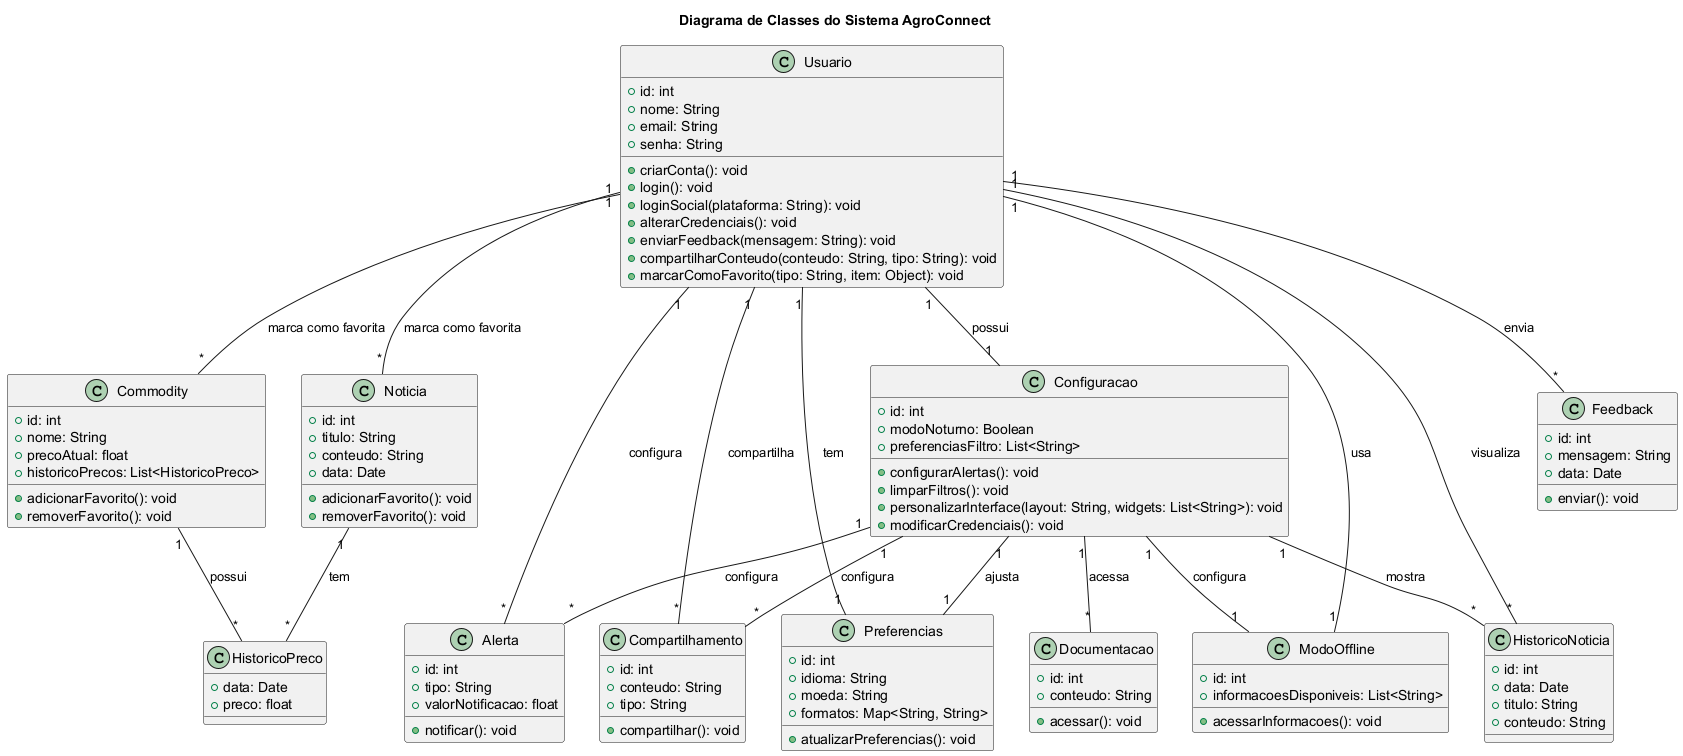 Diagrama de Classes do Sistema AgroConnect
C Usuario
id: int
nome: String
email: String
senha: String
criarConta(): void
login(): void
loginSocial(plataforma: String): void
alterarCredenciais(): void
enviarFeedback(mensagem: String): void
compartilharConteudo(conteudo: String, tipo: String): void
marcarComoFavorito(tipo: String, item: Object): void
1
1
1
1
1
1
1
1
1
marca como favorita
marca como favorita
possui
envia
*
*
1
*
C Commodity
id: int
nome: String
precoAtual: float
historicoPrecos: List<HistoricoPreco>
adicionarFavorito(): void
removerFavorito(): void
C Noticia
id: int
titulo: String
conteudo: String
data: Date
adicionarFavorito(): void
removerFavorito(): void
configura
compartilha
tem
C Configuracao
id: int
modoNoturno: Boolean
preferenciasFiltro: List<String>
configurarAlertas(): void
limparFiltros(): void
personalizarInterface(layout: String, widgets: List<String>): void
modificarCredenciais(): void
usa
visualiza
C Feedback
id: int
mensagem: String
data: Date
enviar(): void
1
1
1
1
1
1
1
1
possui
tem
configura
configura
ajusta
acessa
configura
mostra
*
*
*
*
*
*
1
1
*
1
1
*
*
C HistoricoPreco
data: Date
preco: float
C Alerta
id: int
tipo: String
valorNotificacao: float
notificar(): void
C Compartilhamento
id: int
conteudo: String
tipo: String
compartilhar(): void
C Preferencias
id: int
idioma: String
moeda: String
formatos: Map<String, String>
atualizarPreferencias(): void
C Documentacao
id: int
conteudo: String
acessar(): void
C ModoOffline
id: int
informacoesDisponiveis: List<String>
acessarInformacoes(): void
C HistoricoNoticia
id: int
data: Date
titulo: String
conteudo: String